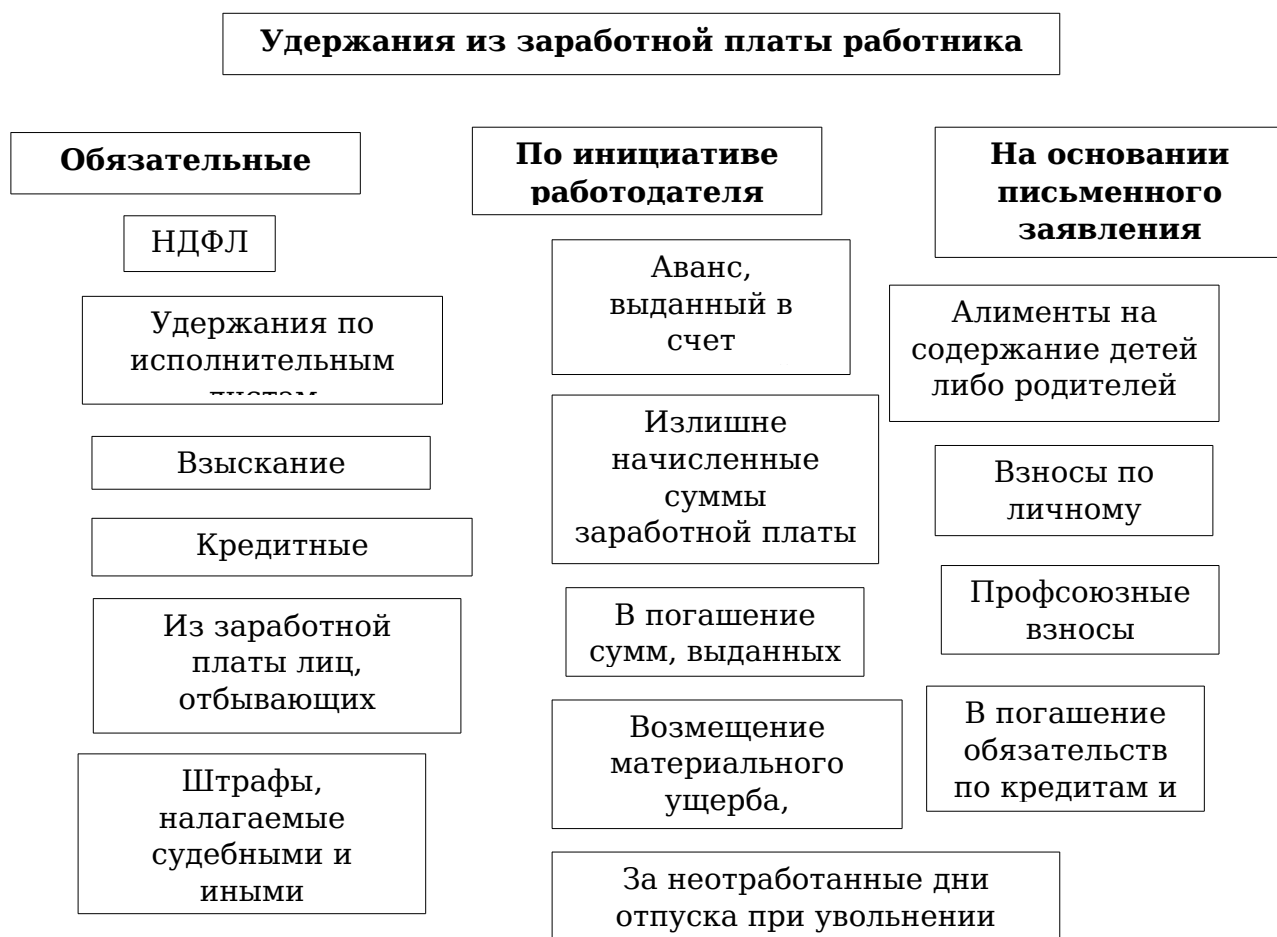 Удержания из заработной платы работника
Обязательные
НДФЛ
Удержания по
исполнительным
листам
Взыскание
Кредитные
Из заработной
платы лиц,
отбывающих
Штрафы,
налагаемые
судебными и
иными
По инициативе
работодателя
Аванс,
выданный в
счет
Излишне
начисленные
суммы
заработной платы
В погашение
сумм, выданных
Возмещение
материального
ущерба,
За неотработанные дни
отпуска при увольнении
На основании
письменного
заявления
Алименты на
содержание детей
либо родителей
Взносы по
личному
Профсоюзные
взносы
В погашение
обязательств
по кредитам и